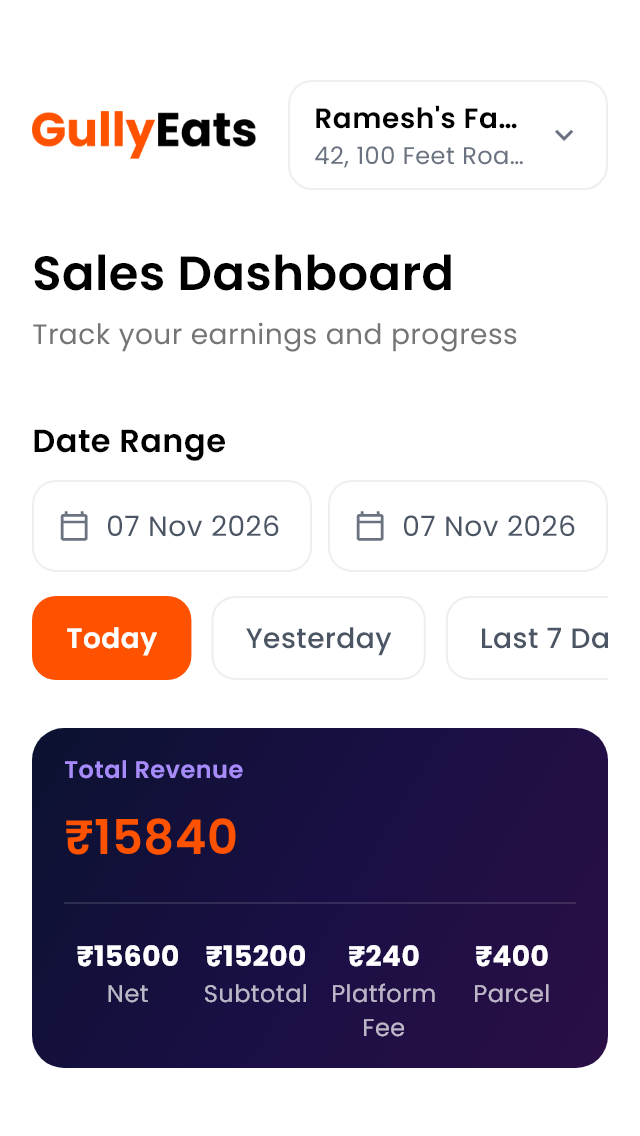 GullyEats
Ramesh's Fa...
42, 100 Feet Roa...
Sales Dashboard
Track your earnings and progress
Date Range
07 Nov 2026
07 Nov 2026
Today
Yesterday
Last 7 Da
Total Revenue
₹15840
₹15600
Net
₹15200
Subtotal
₹240
Platform
Fee
₹400
Parcel